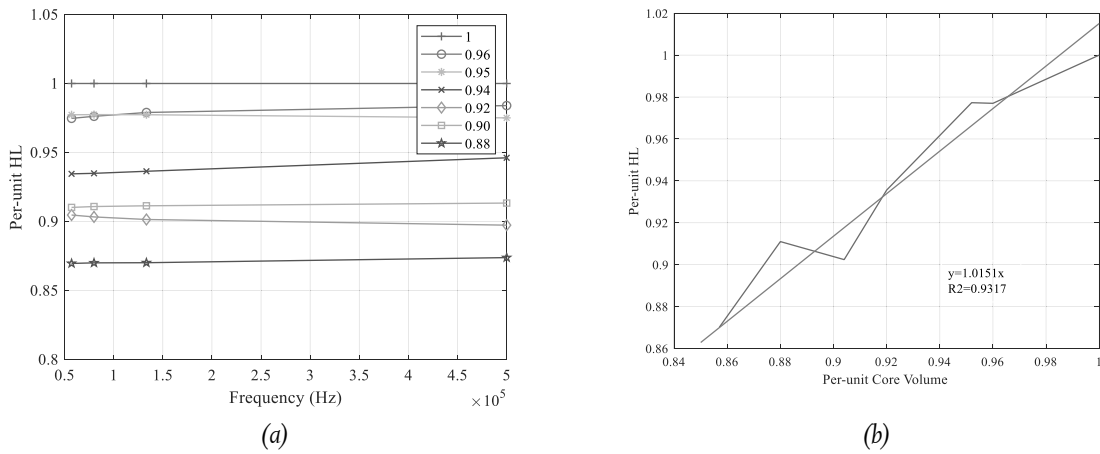 1.05
1
0.95
0.9
0.85
0.8
Per-unit HL
1
0.96
0.95
0.94
0.92
0.90
0.88
0.5 1 1.5 2 2.5 3 3.5 4 4.5 5
Frequency (Hz)
×10⁵
(a)
1.02
1
0.98
0.96
0.94
0.92
0.9
0.88
0.86
Per-unit HL
y=1.0151x
R2=0.9317
0.84 0.86 0.88 0.9 0.92 0.94 0.96 0.98 1
Per-unit Core Volume
(b)